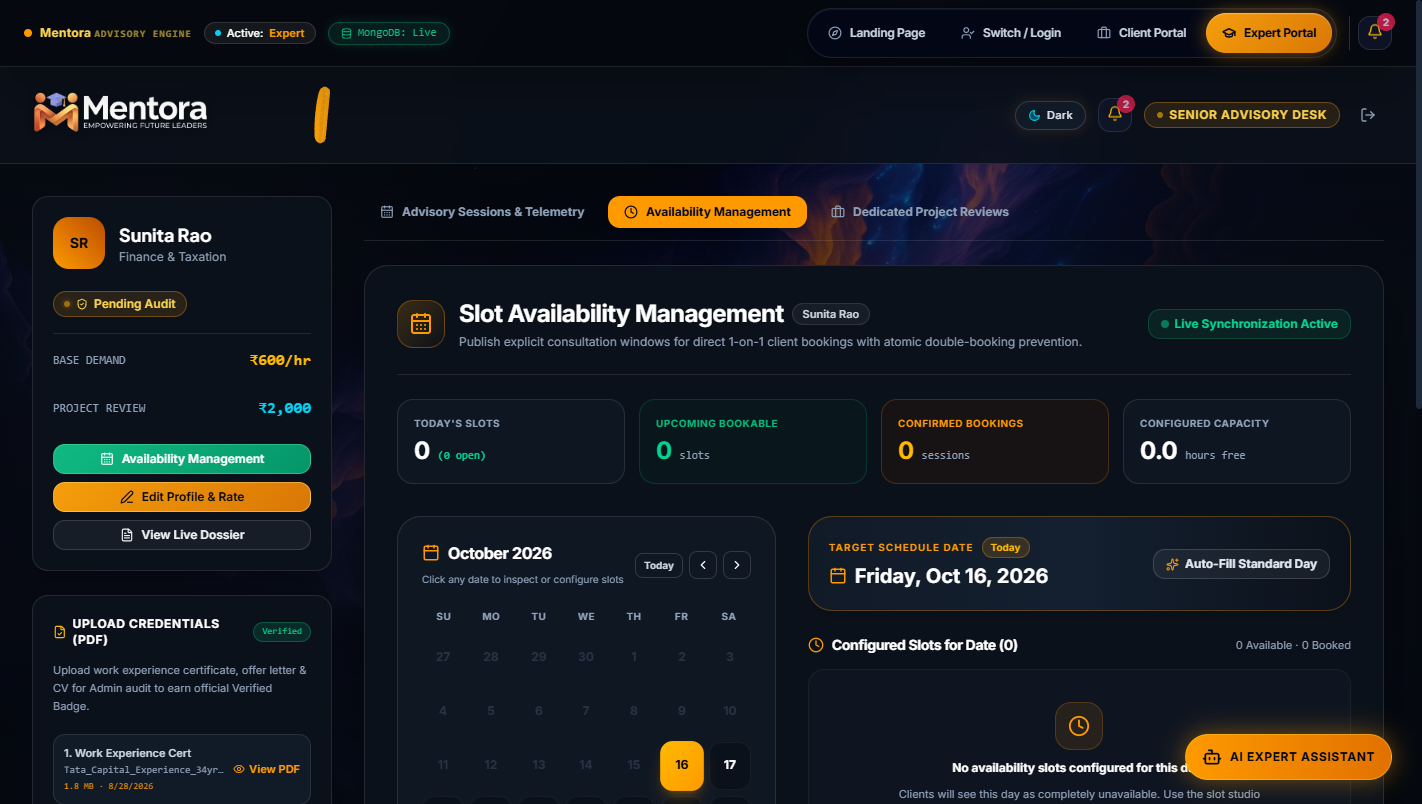 Mentora ADVISORY ENGINE
Active: Expert
MongoDB: Live
Landing Page
Switch / Login
Client Portal
Expert Portal
2
Mentora
EMPOWERING FUTURE LEADERS
Dark
2
SENIOR ADVISORY DESK
SR
Sunita Rao
Finance & Taxation
Pending Audit
BASE DEMAND ₹600/hr
PROJECT REVIEW ₹2,000
Availability Management
Edit Profile & Rate
View Live Dossier
UPLOAD CREDENTIALS
(PDF)
Verified
Upload work experience certificate, offer letter &
CV for Admin audit to earn official Verified
Badge.
1. Work Experience Cert
Tata_Capital_Experience_34yr…
View PDF
1.8 MB · 8/28/2026
Advisory Sessions & Telemetry
Availability Management
Dedicated Project Reviews
Slot Availability Management
Sunita Rao
Publish explicit consultation windows for direct 1-on-1 client bookings with atomic double-booking prevention.
Live Synchronization Active
TODAY'S SLOTS
0 (0 open)
UPCOMING BOOKABLE
0 slots
CONFIRMED BOOKINGS
0 sessions
CONFIGURED CAPACITY
0.0 hours free
October 2026
Click any date to inspect or configure slots
Today
SU MO TU WE TH FR SA
27 28 29 30 1 2 3
4 5 6 7 8 9 10
11 12 13 14 15 16 17
TARGET SCHEDULE DATE Today
Friday, Oct 16, 2026
Auto-Fill Standard Day
Configured Slots for Date (0)
0 Available · 0 Booked
No availability slots configured for this d
Clients will see this day as completely unavailable. Use the slot studio
AI EXPERT ASSISTANT